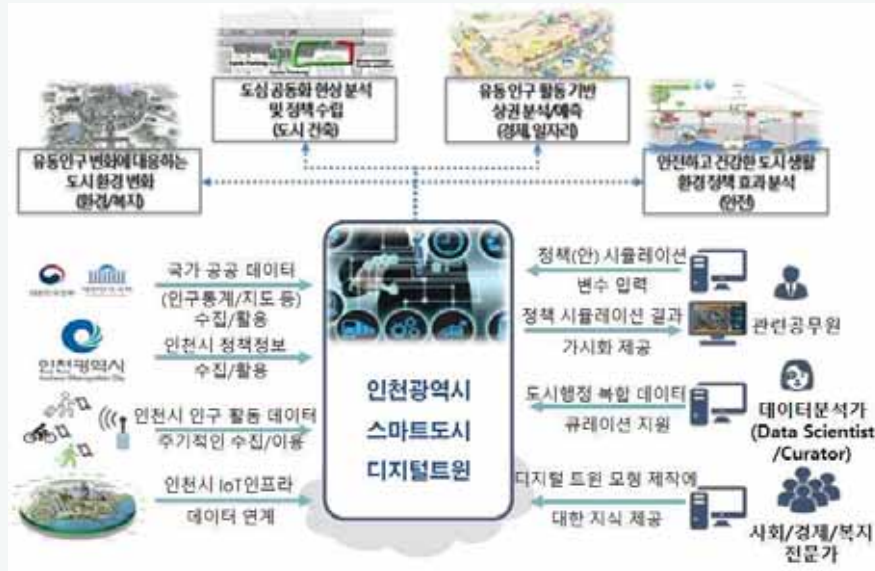 도심 공동화 현상 분석
및 정책 수립
(도시 건축)
유동 인구 활동 기반
상권 분석/예측
(경제, 일자리)
유동인구 변화에 대응하는
도시 환경 변화
(환경/복지)
안전하고 건강한 도시 생활
환경 정책 효과 분석
(안전)
국가 공공 데이터
(인구통계/지도 등)
수집/활용
인천광역시
인천시 정책정보
수집/활용
인천시 인구 활동 데이터
주기적인 수집/이용
인천시 IoT인프라
데이터 연계
인천광역시
스마트도시
디지털트윈
정책(안) 시뮬레이션
변수 입력
정책 시뮬레이션 결과
가시화 제공
관련공무원
도시행정 복합 데이터
큐레이션 지원
데이터분석가
(Data Scientist
/Curator)
디지털 트윈 모형 제작에
대한 지식 제공
사회/경제/복지
전문가